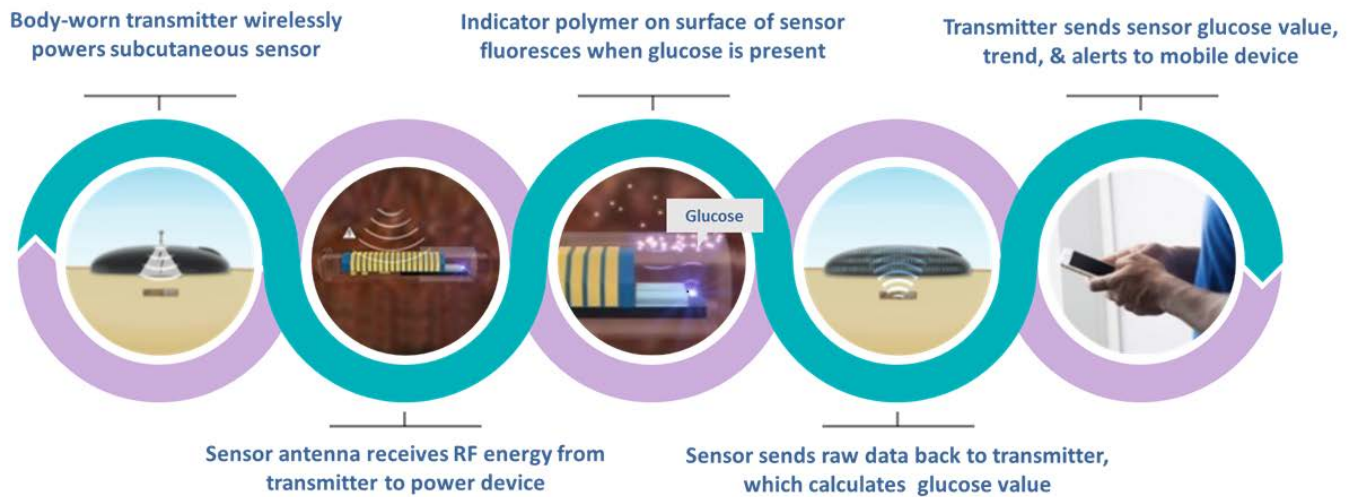 Body-worn transmitter wirelessly
powers subcutaneous sensor
Indicator polymer on surface of sensor
fluoresces when glucose is present
Transmitter sends sensor glucose value,
trend, & alerts to mobile device
Glucose
Sensor antenna receives RF energy from
transmitter to power device
Sensor sends raw data back to transmitter,
which calculates glucose value